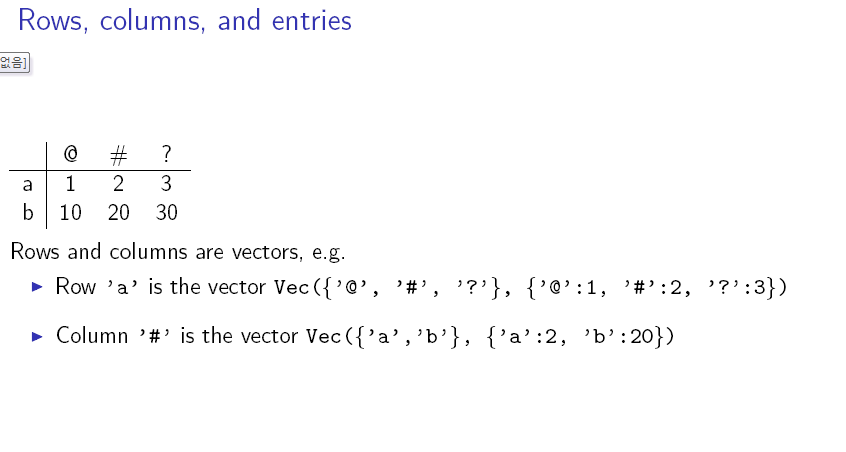 Rows, columns, and entries
없음]
@ # ?
a 1 2 3
b 10 20 30
Rows and columns are vectors, e.g.
▶ Row ’a’ is the vector Vec({’@’, ’#’, ’?’}, {’@’:1, ’#’:2, ’?’:3})
▶ Column ’#’ is the vector Vec({’a’,’b’}, {’a’:2, ’b’:20})